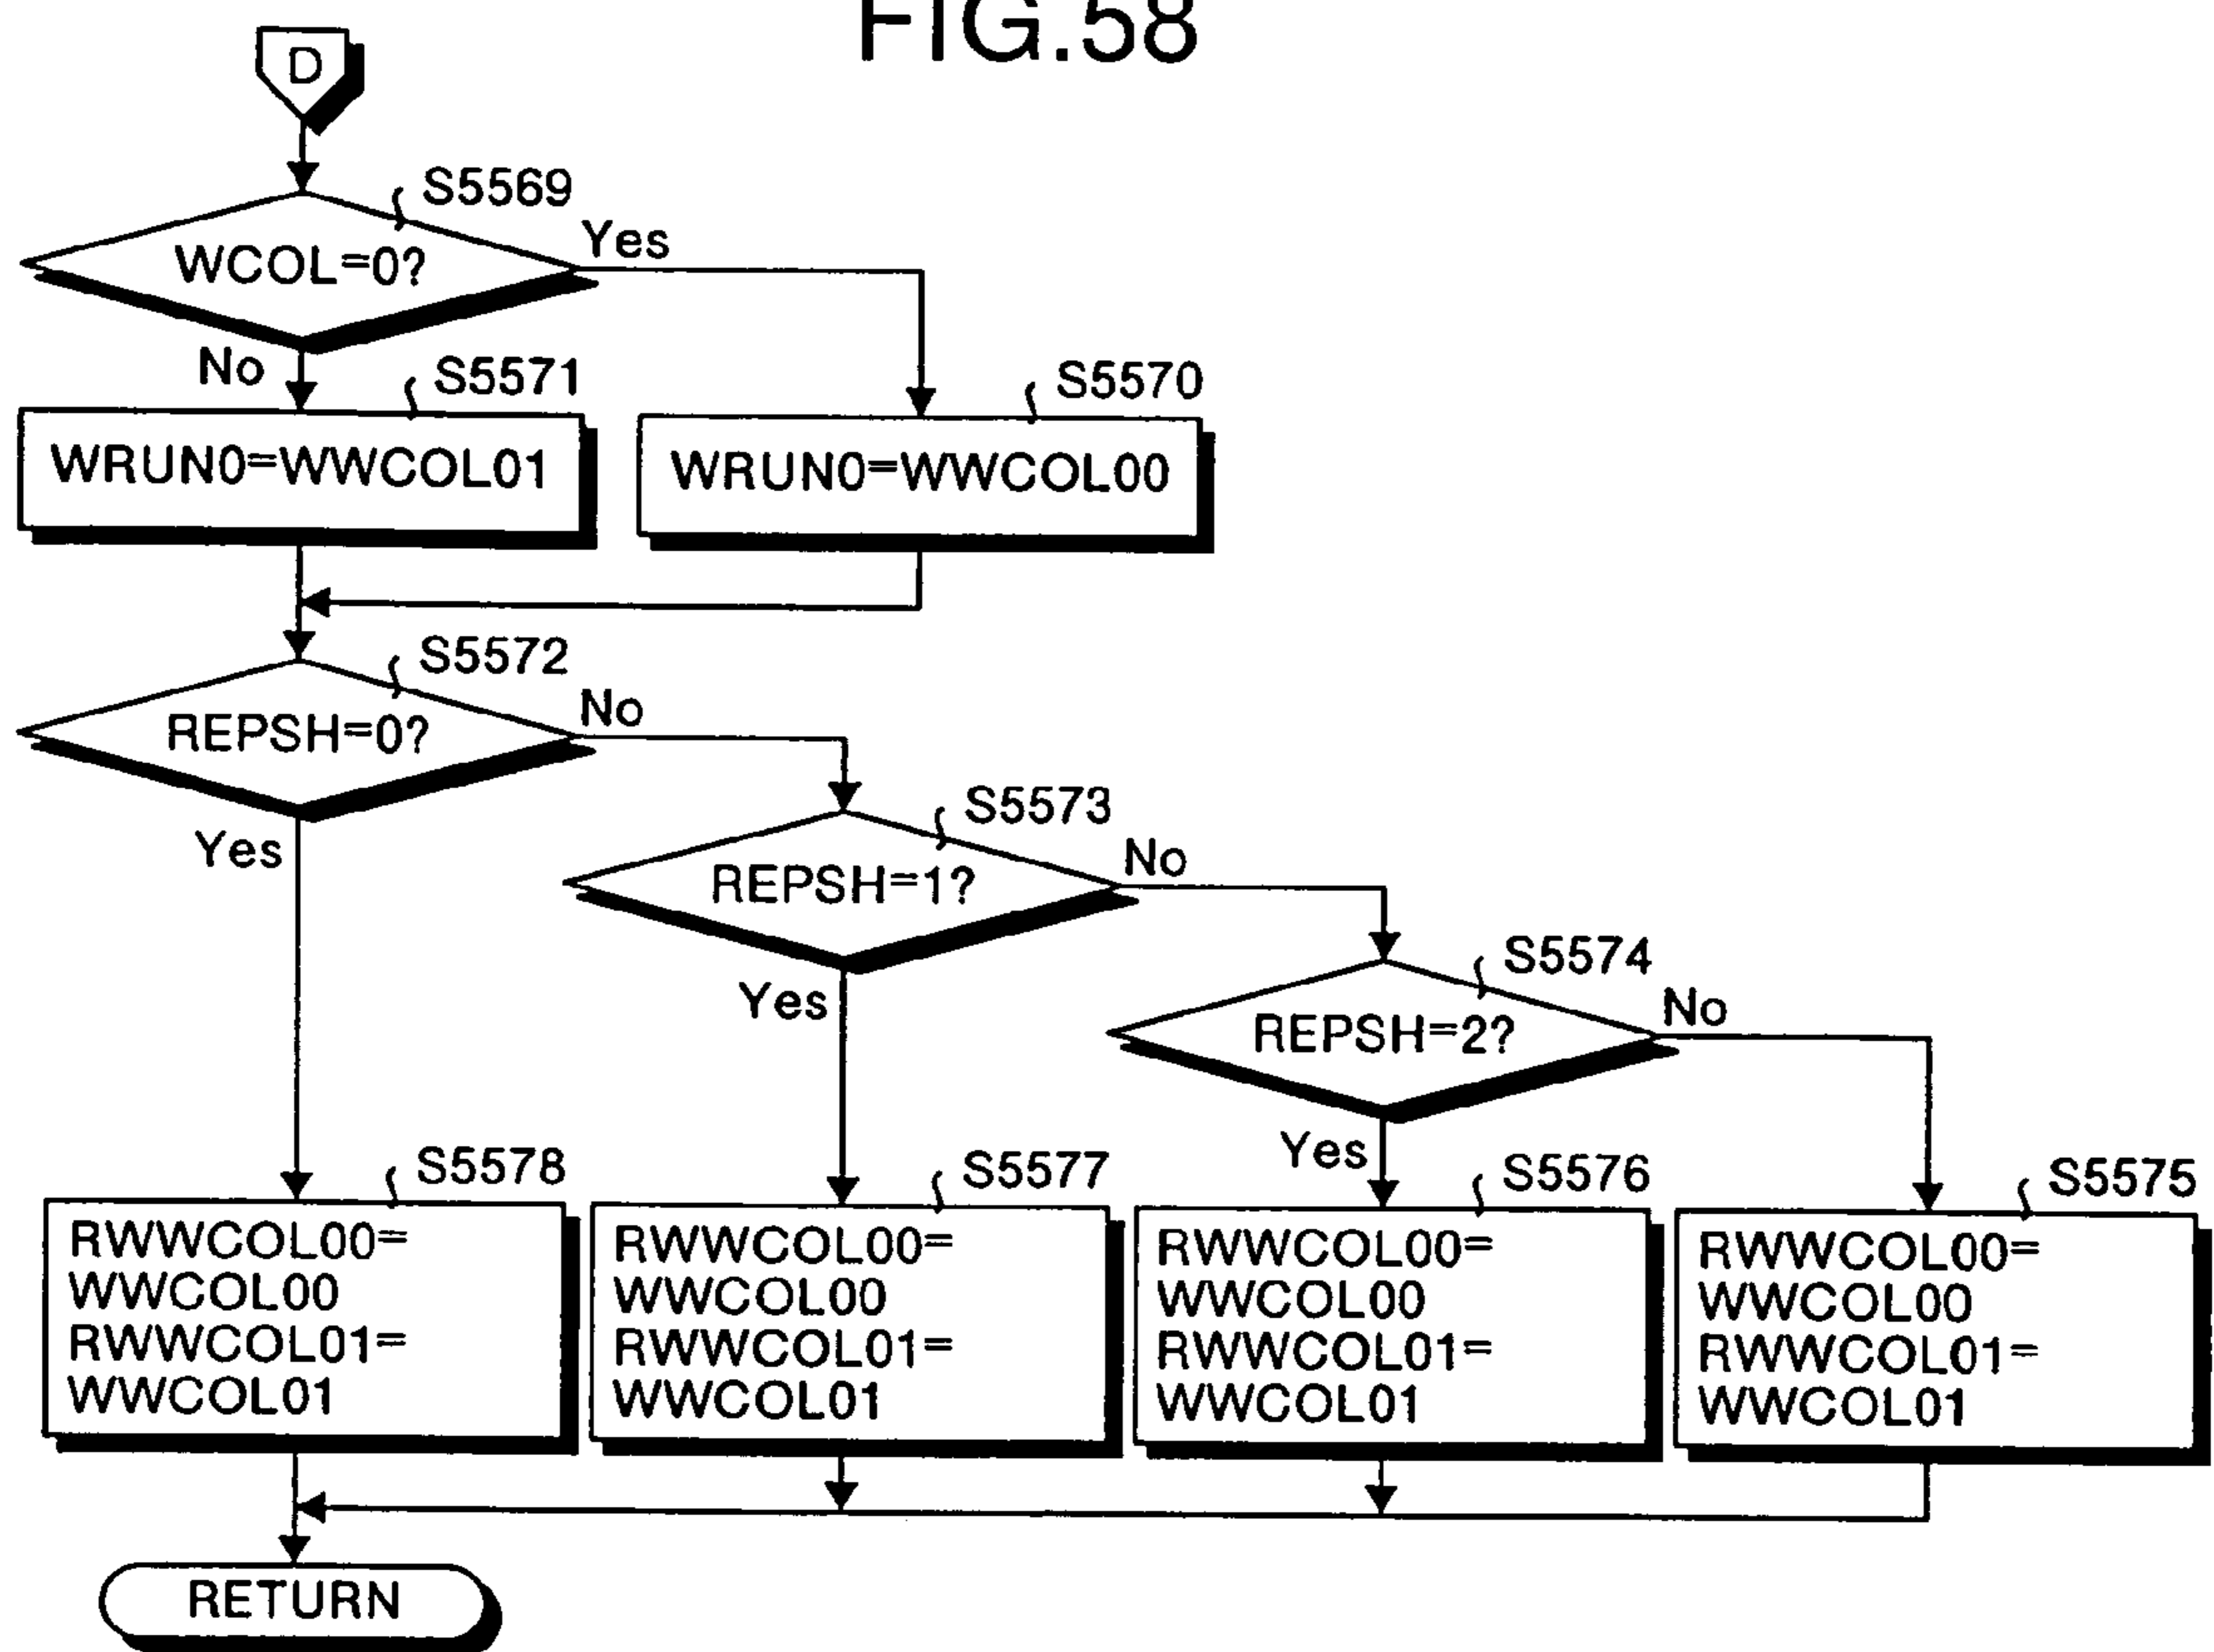 FIG.58
D
S5569
WCOL=0?
Yes
No
S5571
S5570
WRUN0=WWCOL01
WRUN0=WWCOL00
S5572
REPSH=0?
No
Yes
S5573
REPSH=1?
No
Yes
S5574
REPSH=2?
No
Yes
S5578
RWWCOL00=
WWCOL00
RWWCOL01=
WWCOL01
S5577
RWWCOL00=
WWCOL00
RWWCOL01=
WWCOL01
S5576
RWWCOL00=
WWCOL00
RWWCOL01=
WWCOL01
S5575
RWWCOL00=
WWCOL00
RWWCOL01=
WWCOL01
RETURN